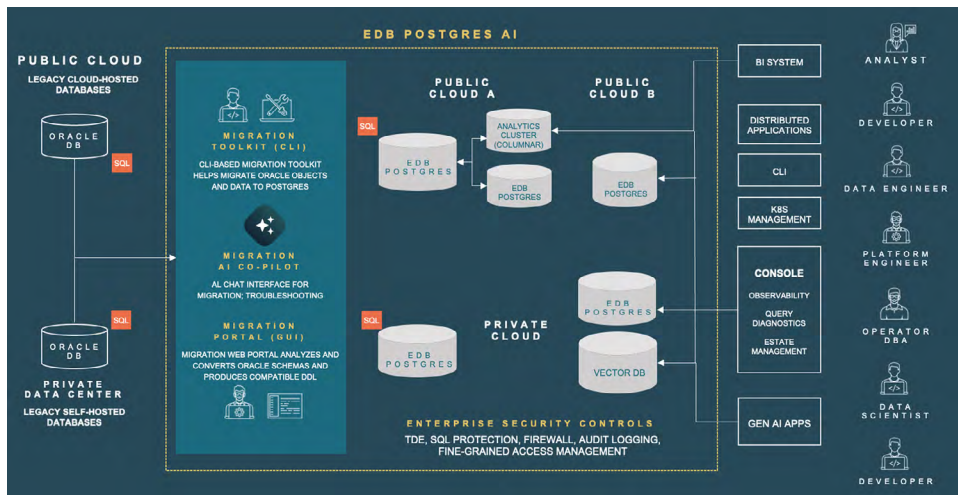 EDB POSTGRES AI
PUBLIC CLOUD
LEGACY CLOUD-HOSTED
DATABASES
ORACLE
DB
SQL
SQL
ORACLE
DB
PRIVATE
DATA CENTER
LEGACY SELF-HOSTED
DATABASES
MIGRATION
TOOLKIT (CLI)
CLI-BASED MIGRATION TOOLKIT
HELPS MIGRATE ORACLE OBJECTS
AND DATA TO POSTGRES
MIGRATION
AI CO-PILOT
AL CHAT INTERFACE FOR
MIGRATION; TROUBLESHOOTING
MIGRATION
PORTAL (GUI)
MIGRATION WEB PORTAL ANALYZES AND
CONVERTS ORACLE SCHEMAS AND
PRODUCES COMPATIBLE DDL
PUBLIC
CLOUD A
SQL
EDB
POSTGRES
ANALYTICS
CLUSTER
(COLUMNAR)
EDB
POSTGRES
PUBLIC
CLOUD B
EDB
POSTGRES
SQL
EDB
POSTGRES
PRIVATE
CLOUD
EDB
POSTGRES
VECTOR DB
ENTERPRISE SECURITY CONTROLS
TDE, SQL PROTECTION, FIREWALL, AUDIT LOGGING,
FINE-GRAINED ACCESS MANAGEMENT
BI SYSTEM
DISTRIBUTED
APPLICATIONS
CLI
K8S
MANAGEMENT
CONSOLE
OBSERVABILITY
QUERY
DIAGNOSTICS
ESTATE
MANAGEMENT
GEN AI APPS
ANALYST
DEVELOPER
DATA ENGINEER
PLATFORM
ENGINEER
OPERATOR
DBA
DATA
SCIENTIST
DEVELOPER